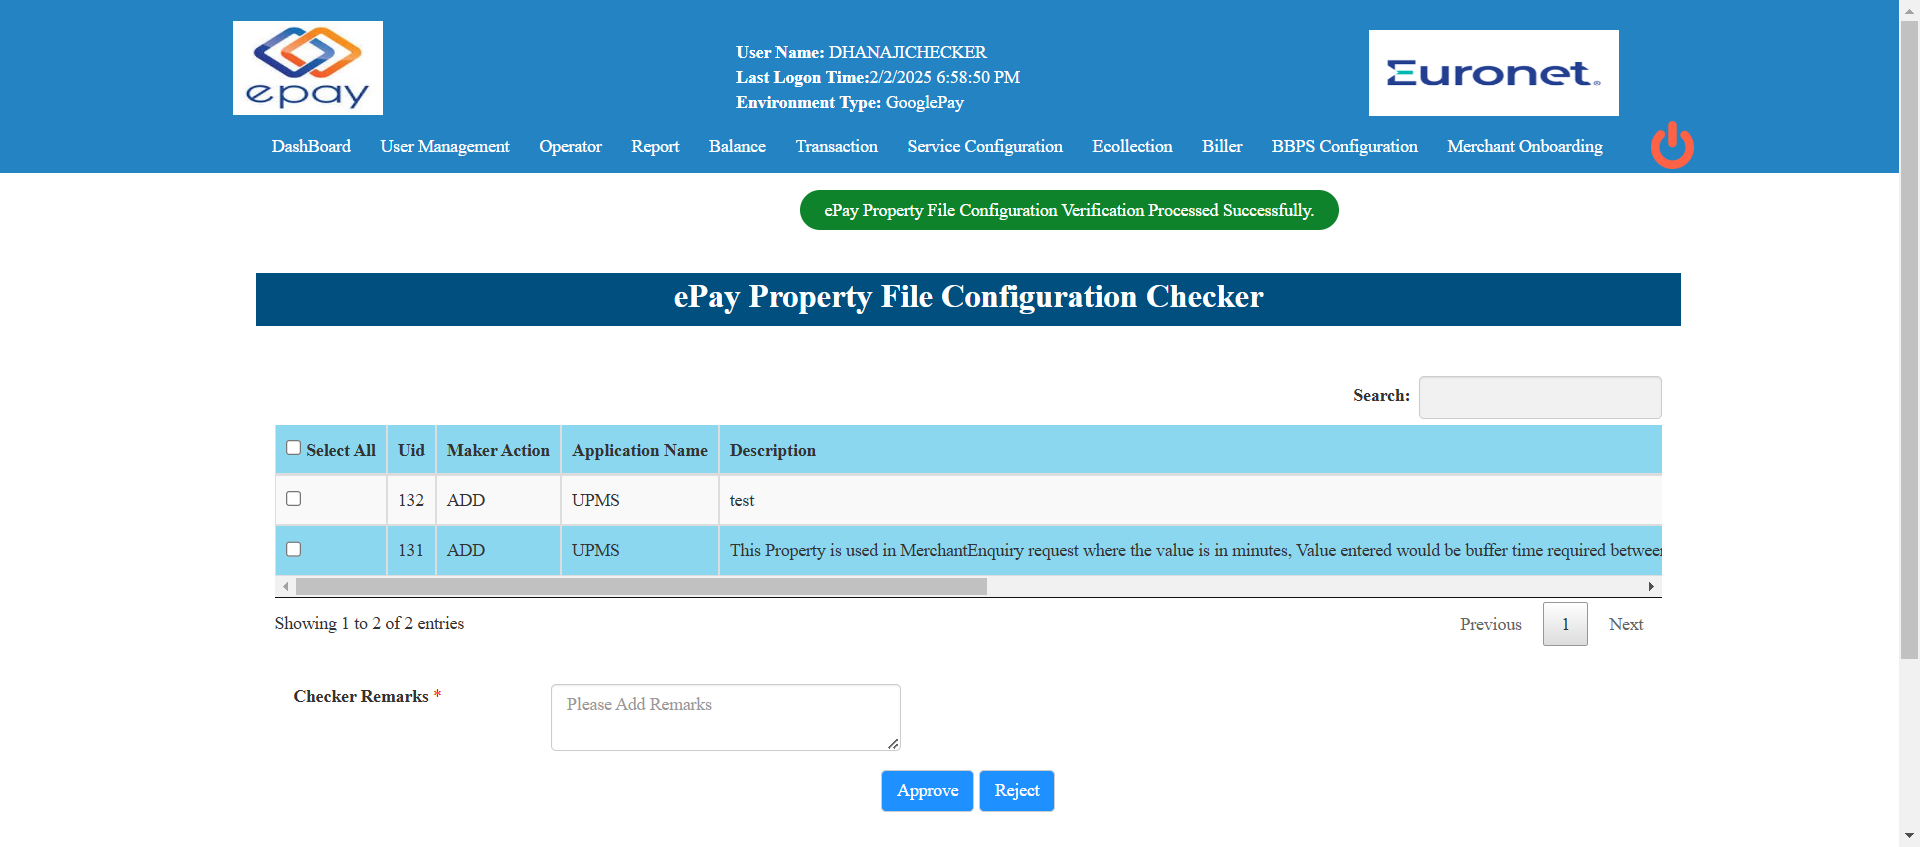 epay
User Name: DHANAJICHECKER
Last Logon Time:2/2/2025 6:58:50 PM
Environment Type: GooglePay
Euronet
DashBoard User Management Operator Report Balance Transaction Service Configuration Ecollection Biller BBPS Configuration Merchant Onboarding
ePay Property File Configuration Verification Processed Successfully.
ePay Property File Configuration Checker
Search:
Select All Uid Maker Action Application Name Description
132 ADD UPMS test
131 ADD UPMS This Property is used in MerchantEnquiry request where the value is in minutes, Value entered would be buffer time required between
Showing 1 to 2 of 2 entries
Previous 1 Next
Checker Remarks *
Please Add Remarks
Approve Reject